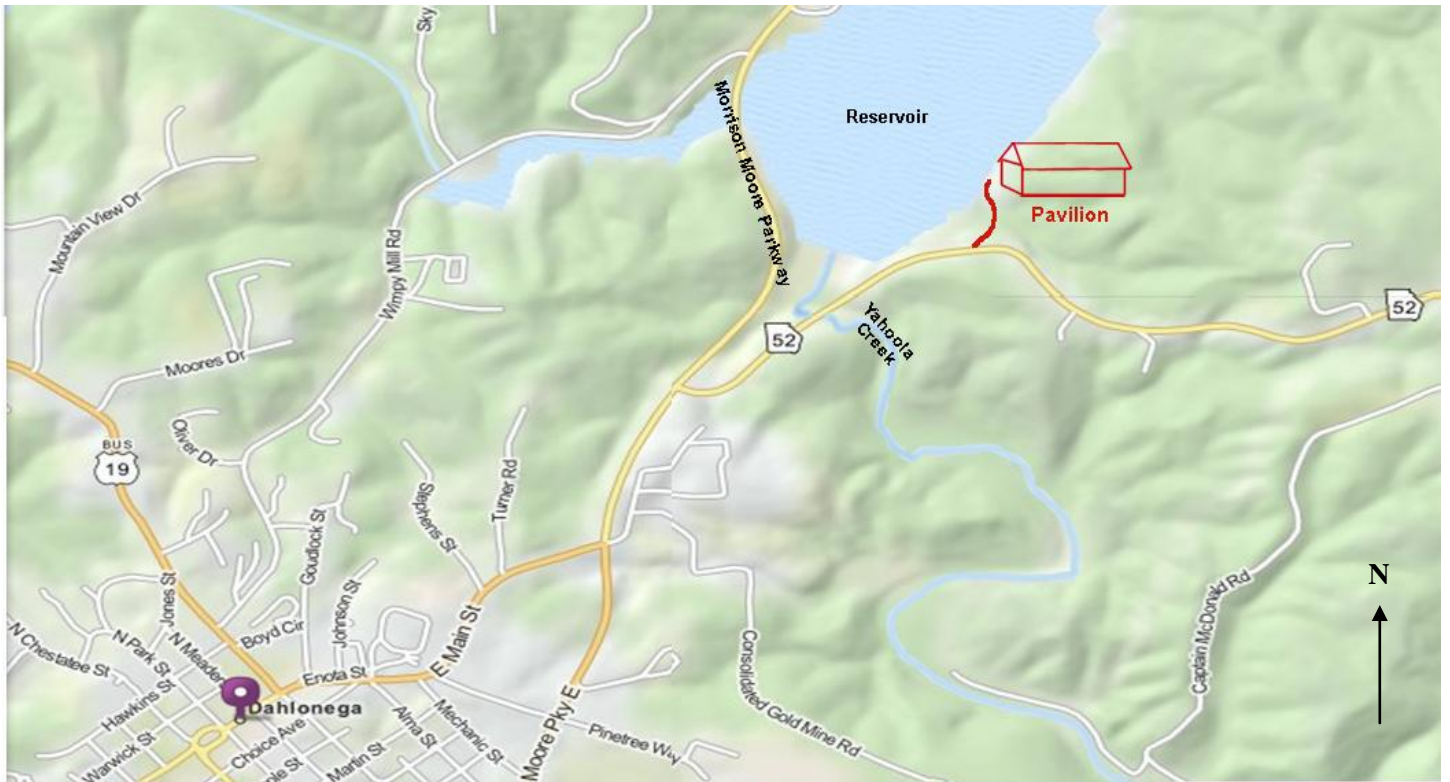 Sky
Morrison Moore Parkway
Reservoir
Pavilion
Mountain View Dr
Wimpy Mill Rd
52
52
Yahoola
Creek
Moores Dr
Oliver Dr
BUS
19
Stephens St
Turner Rd
Goudlock St
Johnson St
Jones St
N
Captain McDonald Rd
Boyd Cir
E Main St
N Park St
N Meader
N Chestatee St
Enota St
Consolidated Gold Mine Rd
Dahlonega
Hawkins St
Choice Ave
Alma St
Mechanic St
Moore Pky E
Pinetree Way
Warwick St
Martin St